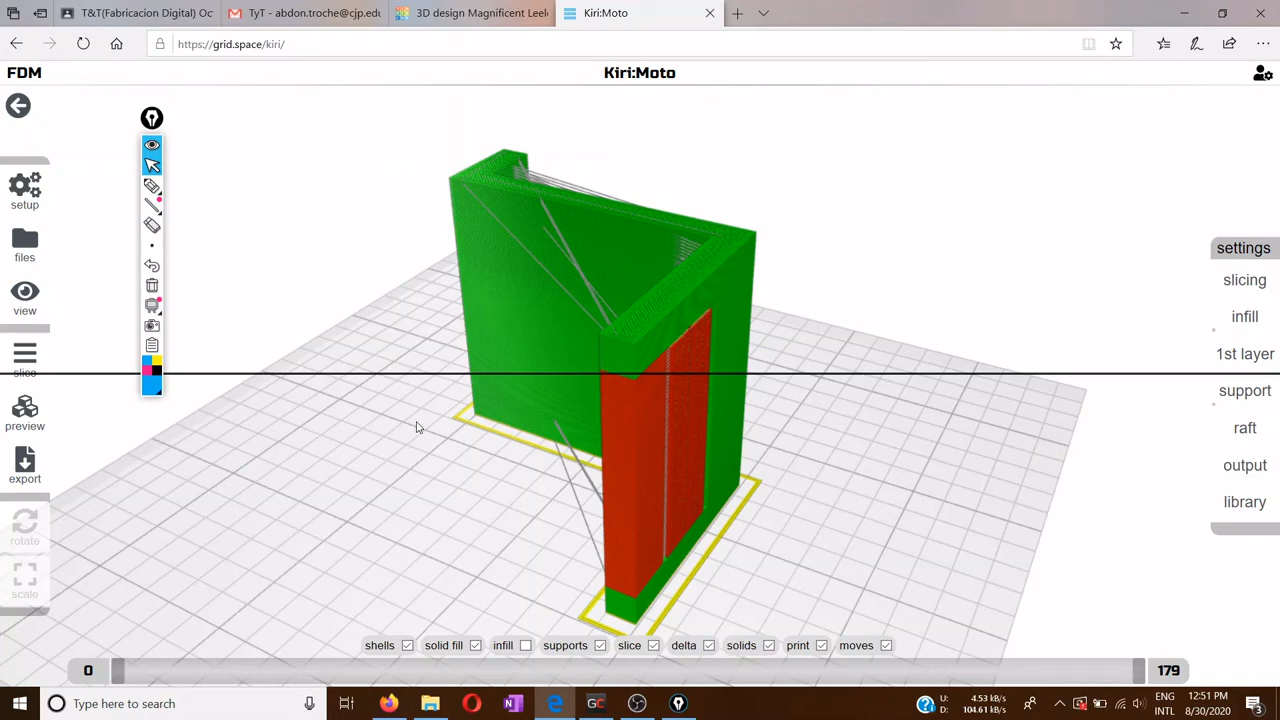 T&T(Fabricacion Digital) Oc
TyT - abdon.troche@cjp.edu
3D design Magnificent Leel
Kiri:Moto
https://grid.space/kiri/
FDM
Kiri:Moto
setup
files
view
slice
preview
export
rotate
scale
settings
slicing
infill
1st layer
support
raft
output
library
shells
solid fill
infill
supports
slice
delta
solids
print
moves
0
179
Type here to search
U: 4.53 kB/s
D: 104.61 kB/s
ENG
INTL
12:51 PM
8/30/2020
3